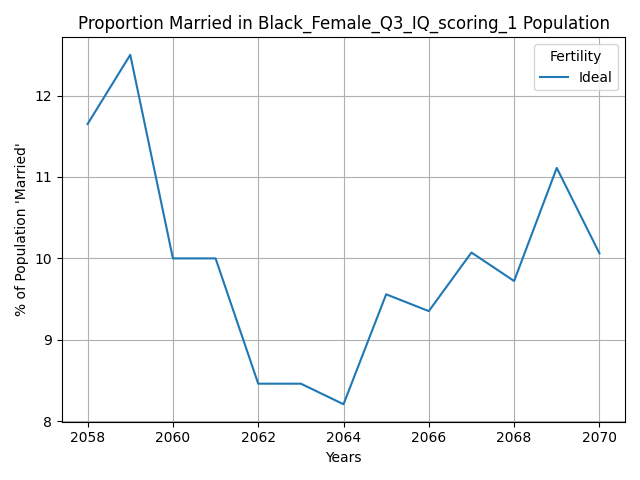 Proportion Married in Black_Female_Q3_IQ_scoring_1 Population
Fertility
Ideal
% of Population 'Married'
12
11
10
9
8
2058 2060 2062 2064 2066 2068 2070
Years